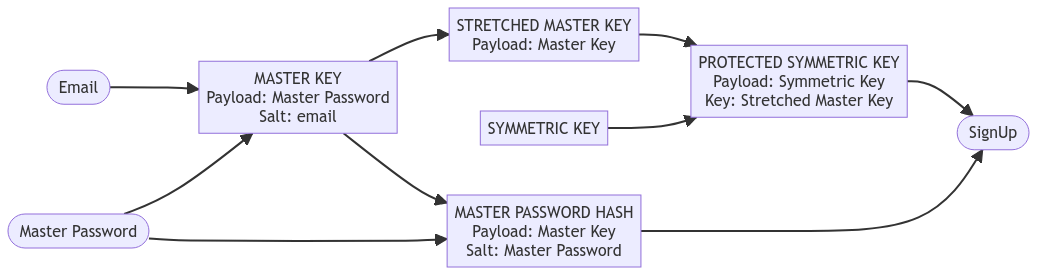 Email
Master Password
MASTER KEY
Payload: Master Password
Salt: email
STRETCHED MASTER KEY
Payload: Master Key
SYMMETRIC KEY
MASTER PASSWORD HASH
Payload: Master Key
Salt: Master Password
PROTECTED SYMMETRIC KEY
Payload: Symmetric Key
Key: Stretched Master Key
SignUp